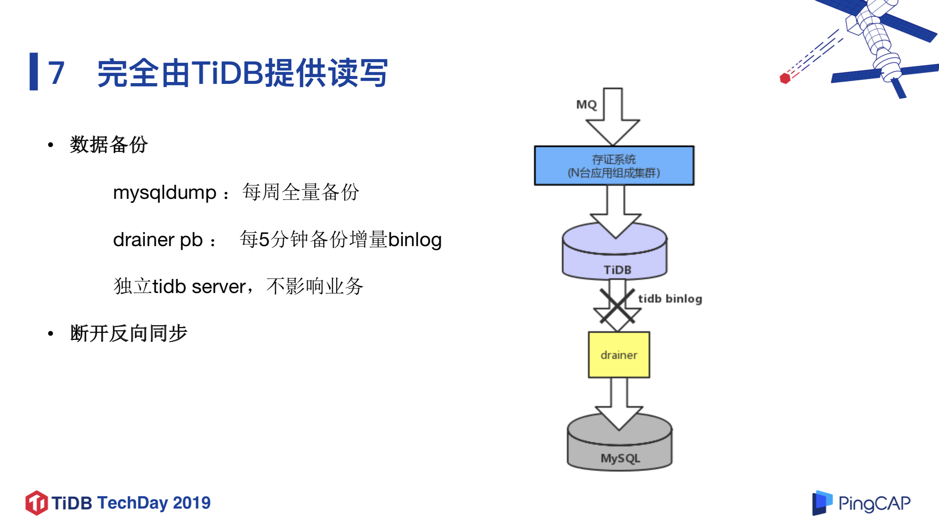 7 完全由TiDB提供读写
• 数据备份
mysqldump ： 每周全量备份
drainer pb ： 每5分钟备份增量binlog
独立tidb server，不影响业务
• 断开反向同步
MQ
存证系统
(N台应用组成集群)
TiDB
tidb binlog
drainer
MySQL
TiDB TechDay 2019
PingCAP